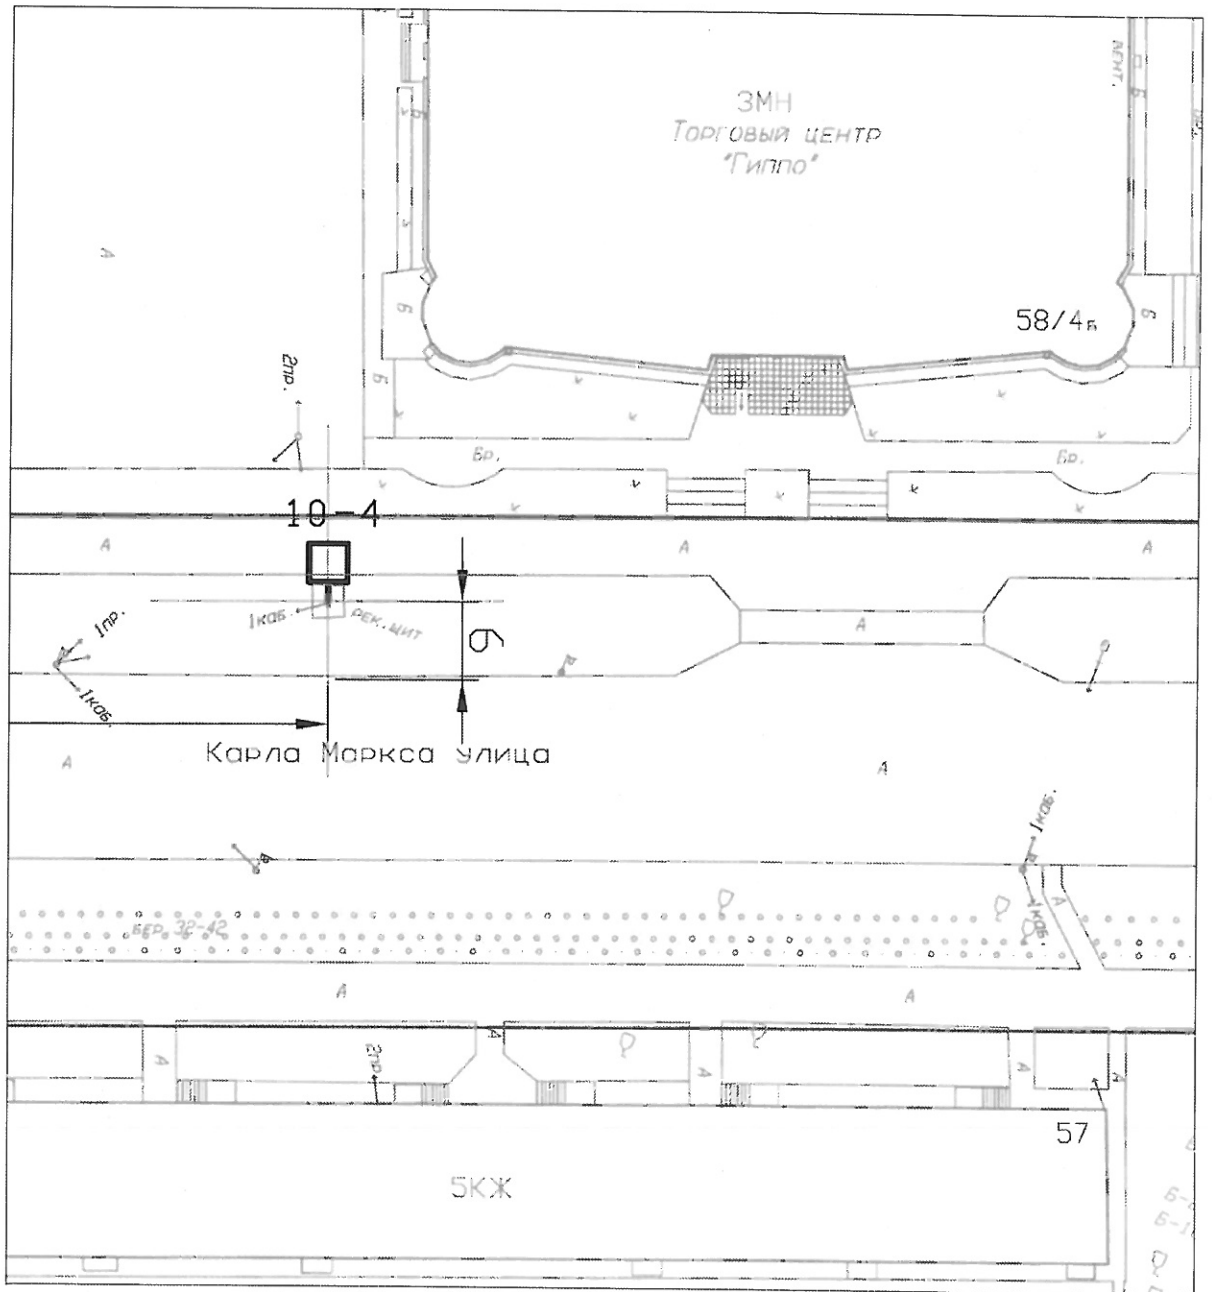 ЗМН
Торговый центр
"Гиппо"
вент.
Б
Б
А
Б
Б
58/4Б
2пр.
Б
Бр.
Бр.
10-4
А
А
А
1каб.
рек.щит
6
А
1пр.
1каб.
Карла Маркса улица
А
А
1каб.
1каб.
А
БЕР. 32-42
А
А
А
А
2пр.
А
А
А
57
5КЖ